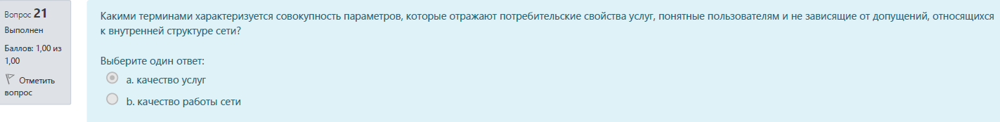 Вопрос 21
Выполнен
Баллов: 1,00 из
1,00
Отметить
вопрос
Какими терминами характеризуется совокупность параметров, которые отражают потребительские свойства услуг, понятные пользователям и не зависящие от допущений, относящихся
к внутренней структуре сети?
Выберите один ответ:
a. качество услуг
b. качество работы сети